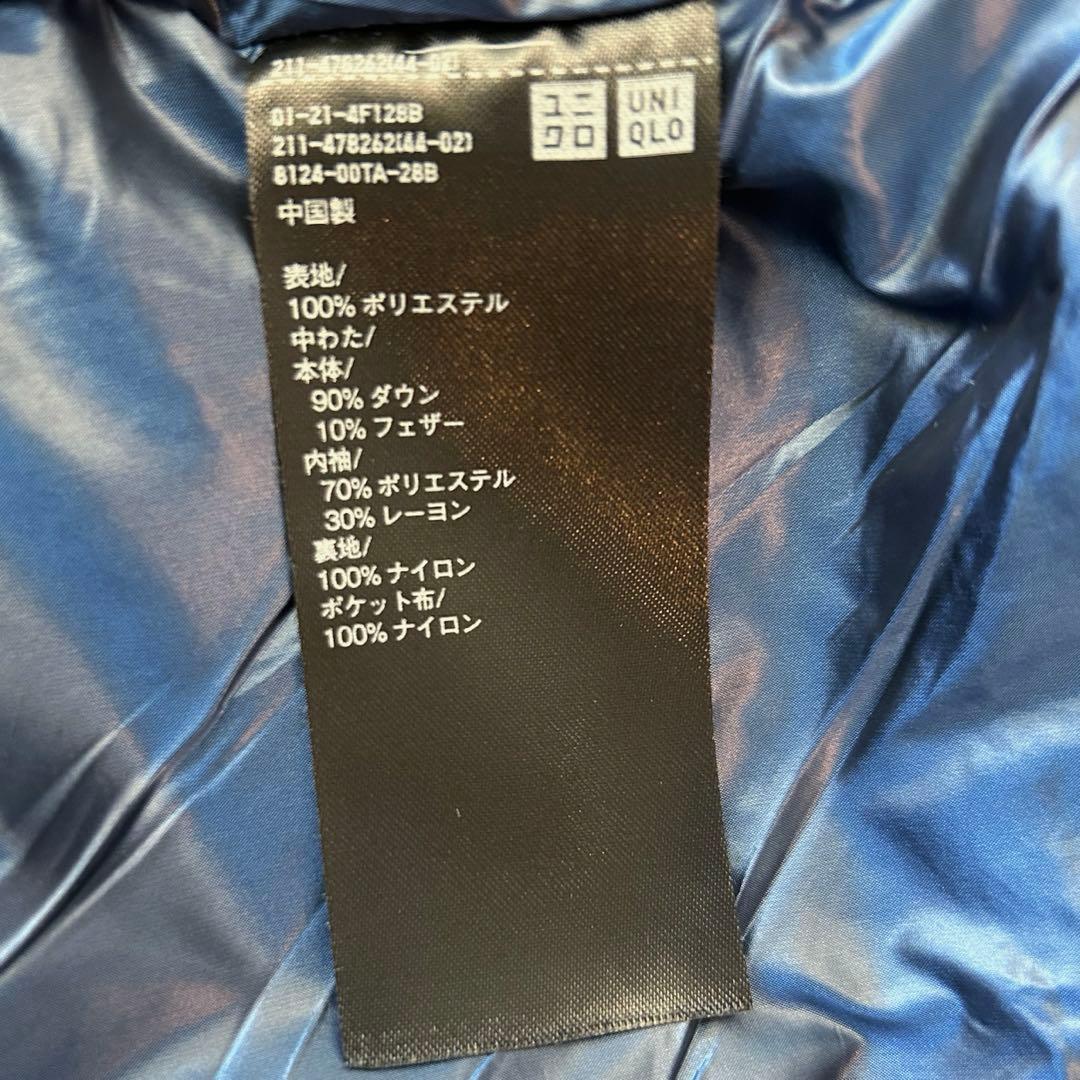 211-478262(44-02)
ユニ
クロ
UNI
QLO
01-21-4F128B
211-478262(44-02)
8124-00TA-28B
中国製
表地/
100% ポリエステル
中わた/
本体/
90% ダウン
10% フェザー
内袖/
70% ポリエステル
30% レーヨン
裏地/
100% ナイロン
ポケット布/
100% ナイロン